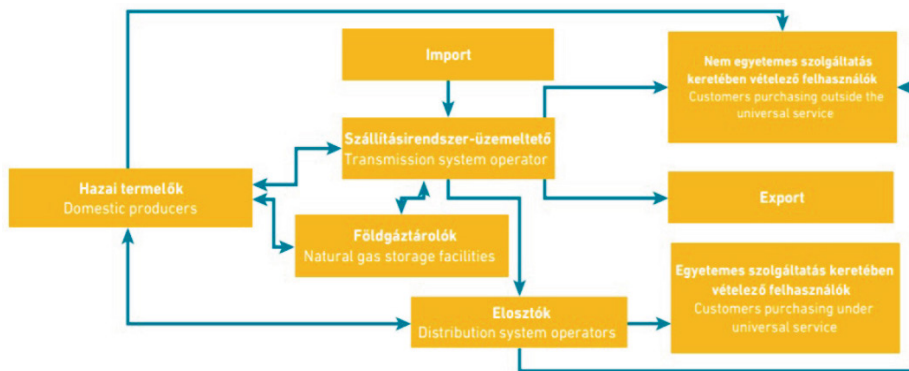 Import
Nem egyetemes szolgáltatás
keretében vételező felhasználók
Customers purchasing outside the
universal service
Szállításirendszer-üzemeltető
Transmission system operator
Hazai termelők
Domestic producers
Export
Földgáztárolók
Natural gas storage facilities
Egyetemes szolgáltatás keretében
vételező felhasználók
Customers purchasing under
universal service
Elosztók
Distribution system operators